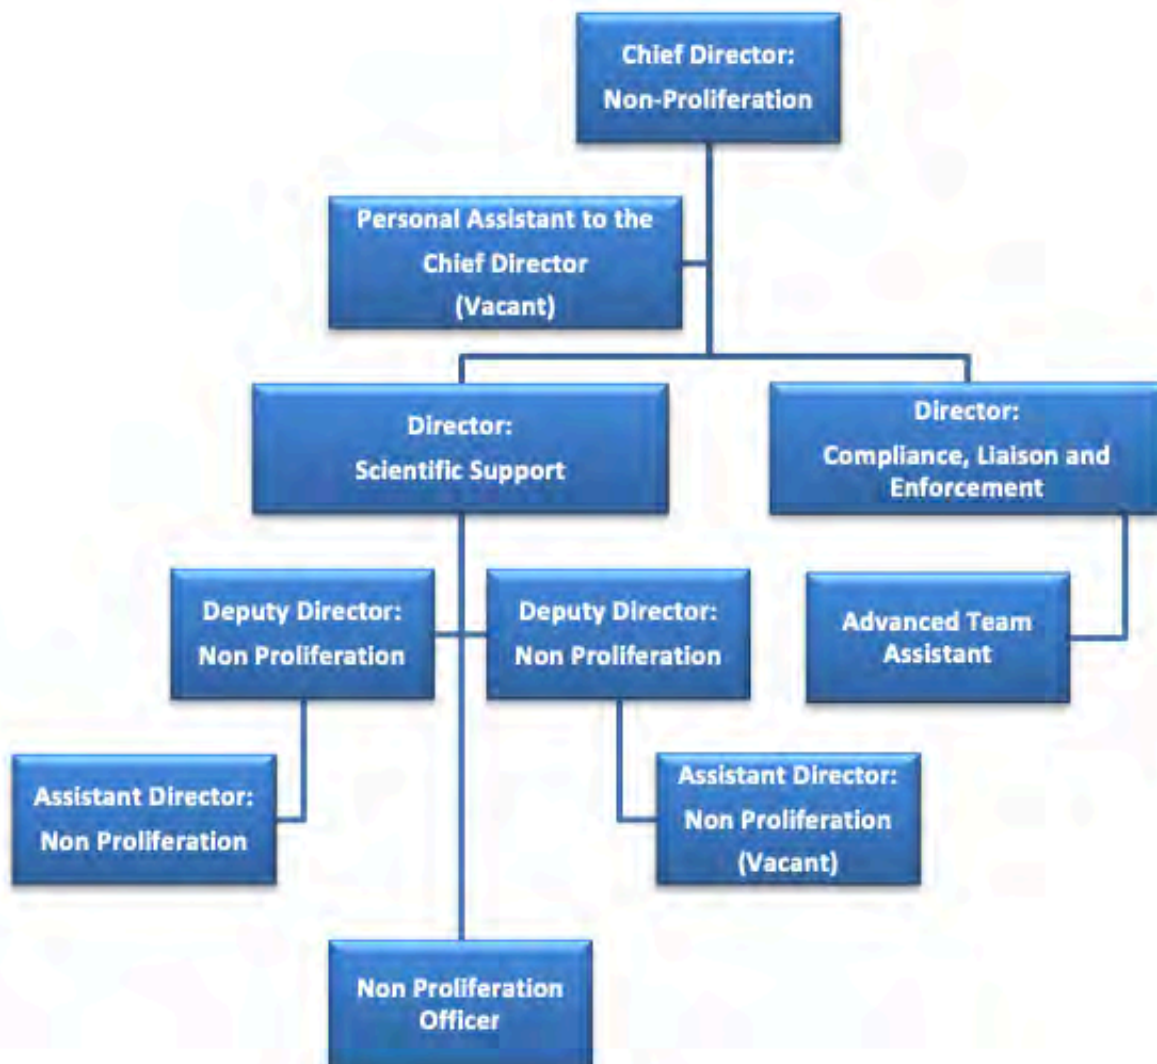 Chief Director:
Non-Proliferation
Personal Assistant to the
Chief Director
(Vacant)
Director:
Scientific Support
Director:
Compliance, Liaison and
Enforcement
Deputy Director:
Non Proliferation
Deputy Director:
Non Proliferation
Advanced Team
Assistant
Assistant Director:
Non Proliferation
Assistant Director:
Non Proliferation
(Vacant)
Non Proliferation
Officer